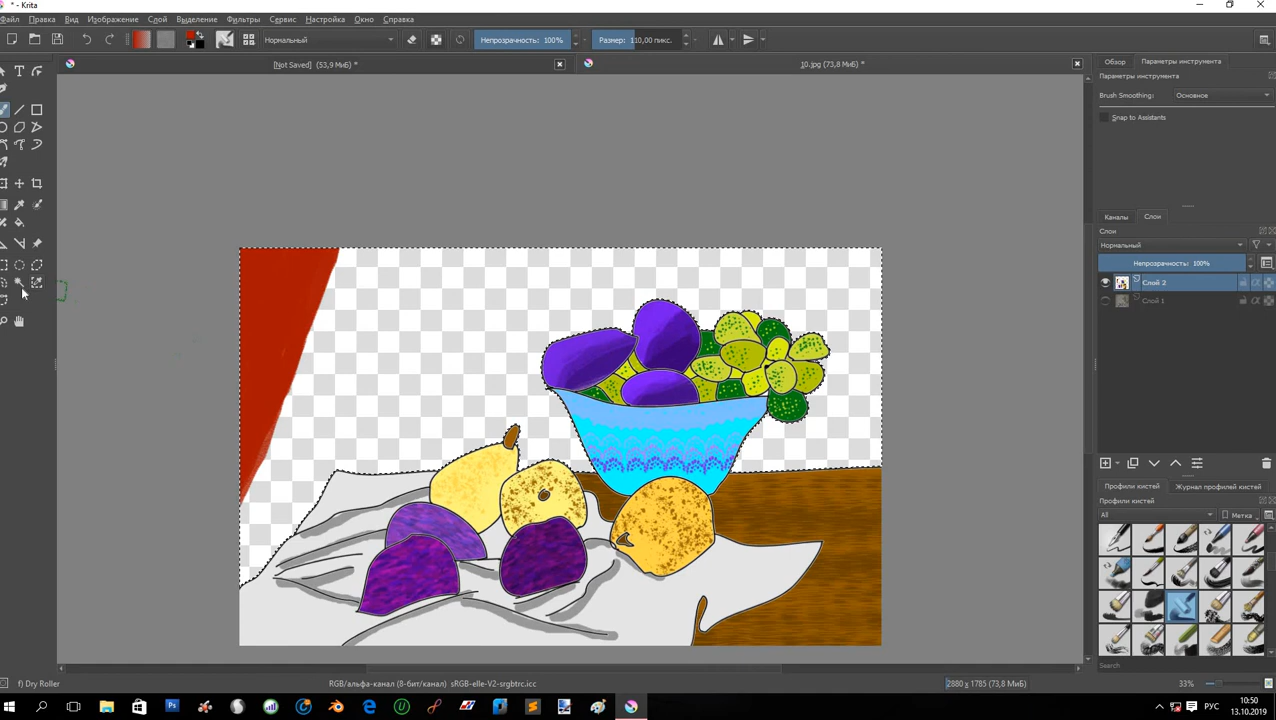 * - Krita
Файл Правка Вид Изображение Слой Выделение Фильтры Сервис Настройка Окно Справка
Нормальный Непрозрачность: 100% Размер: 110,00 пикс.
[Not Saved] (53,9 МиБ) * 10.jpg (73,8 МиБ) *
Обзор Параметры инструмента
Параметры инструмента
Brush Smoothing: Основное
Snap to Assistants
Каналы Слои
Слои
Нормальный
Непрозрачность: 100%
Слой 2
Слой 1
Профили кистей Журнал профилей кистей
Профили кистей
All Метка
Search
f) Dry Roller RGB/альфа-канал (8-бит/канал) sRGB-elle-V2-srgbtrc.icc 2880 x 1785 (73,8 МиБ) 33%
Ps
РУС
10:50
13.10.2019